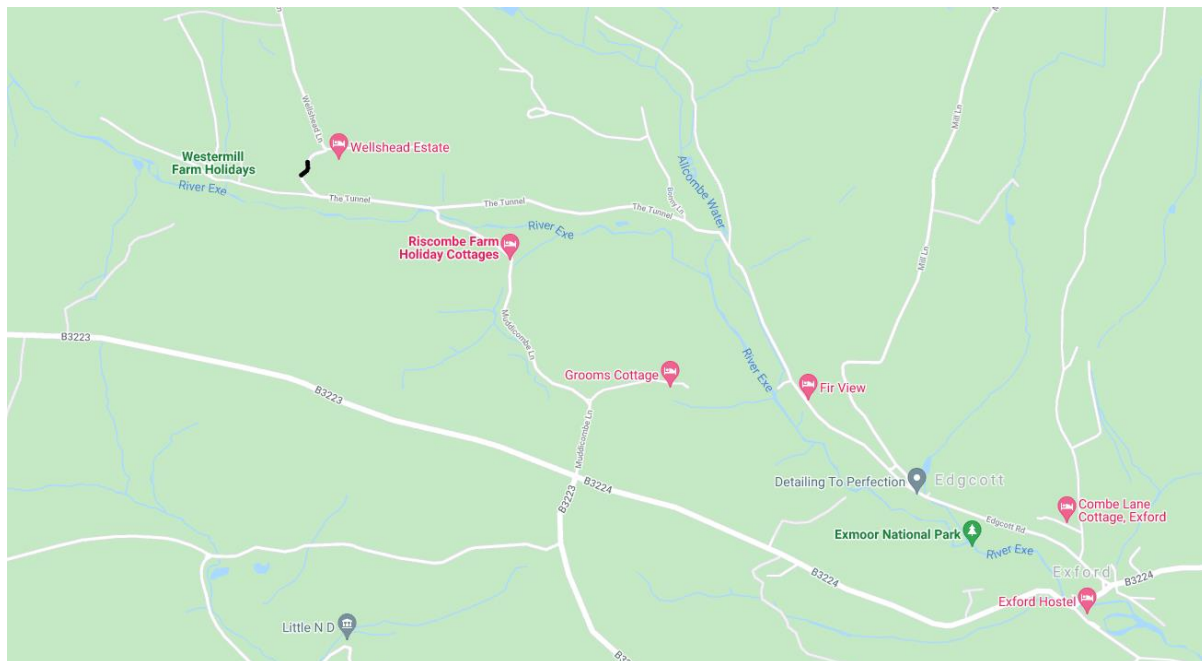 M
Wellshead Ln
Wellshead Estate
Westermill
Farm Holidays
River Exe
The Tunnel
The Tunnel
The Tunnel
Room Ln
Allcombe Water
Mill Ln
Mill Ln
River Exe
Riscombe Farm
Holiday Cottages
Muddicombe Ln
B3223
B3223
Grooms Cottage
River Exe
Fir View
Muddicombe Ln
B3224
B3223
Detailing To Perfection
Edgcott
Combe Lane
Cottage, Exford
Edgcott Rd
Exmoor National Park
River Exe
B3224
Exford
B3224
Exford Hostel
Little N D
B3223